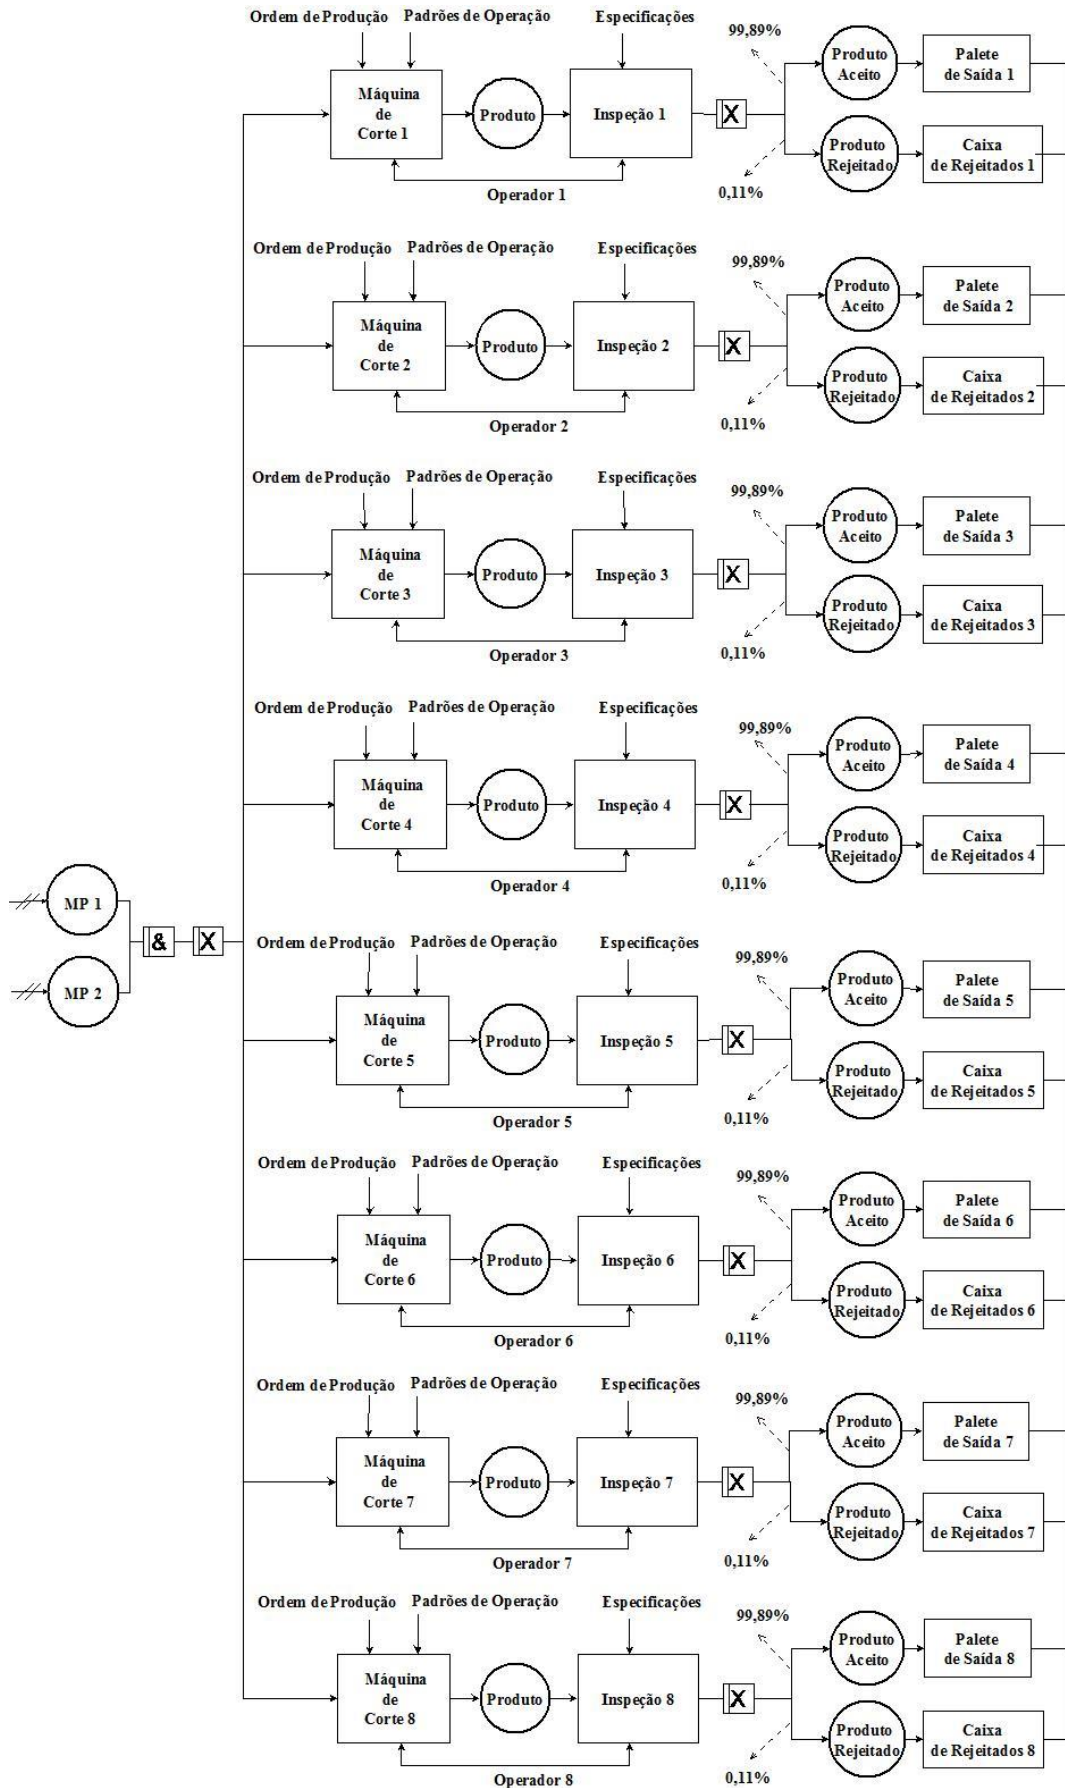 Ordem de Produção
Padrões de Operação
Especificações
99,89%
Máquina
de
Corte 1
Produto
Inspeção 1
X
Produto
Aceito
Palete
de Saída 1
Produto
Rejeitado
Caixa
de Rejeitados 1
0,11%
Operador 1
Ordem de Produção
Padrões de Operação
Especificações
99,89%
Máquina
de
Corte 2
Produto
Inspeção 2
X
Produto
Aceito
Palete
de Saída 2
Produto
Rejeitado
Caixa
de Rejeitados 2
0,11%
Operador 2
Ordem de Produção
Padrões de Operação
Especificações
99,89%
Máquina
de
Corte 3
Produto
Inspeção 3
X
Produto
Aceito
Palete
de Saída 3
Produto
Rejeitado
Caixa
de Rejeitados 3
0,11%
Operador 3
Ordem de Produção
Padrões de Operação
Especificações
99,89%
Máquina
de
Corte 4
Produto
Inspeção 4
X
Produto
Aceito
Palete
de Saída 4
Produto
Rejeitado
Caixa
de Rejeitados 4
0,11%
Operador 4
MP 1
MP 2
&
X
Ordem de Produção
Padrões de Operação
Especificações
99,89%
Máquina
de
Corte 5
Produto
Inspeção 5
X
Produto
Aceito
Palete
de Saída 5
Produto
Rejeitado
Caixa
de Rejeitados 5
0,11%
Operador 5
Ordem de Produção
Padrões de Operação
Especificações
99,89%
Máquina
de
Corte 6
Produto
Inspeção 6
X
Produto
Aceito
Palete
de Saída 6
Produto
Rejeitado
Caixa
de Rejeitados 6
0,11%
Operador 6
Ordem de Produção
Padrões de Operação
Especificações
99,89%
Máquina
de
Corte 7
Produto
Inspeção 7
X
Produto
Aceito
Palete
de Saída 7
Produto
Rejeitado
Caixa
de Rejeitados 7
0,11%
Operador 7
Ordem de Produção
Padrões de Operação
Especificações
99,89%
Máquina
de
Corte 8
Produto
Inspeção 8
X
Produto
Aceito
Palete
de Saída 8
Produto
Rejeitado
Caixa
de Rejeitados 8
0,11%
Operador 8